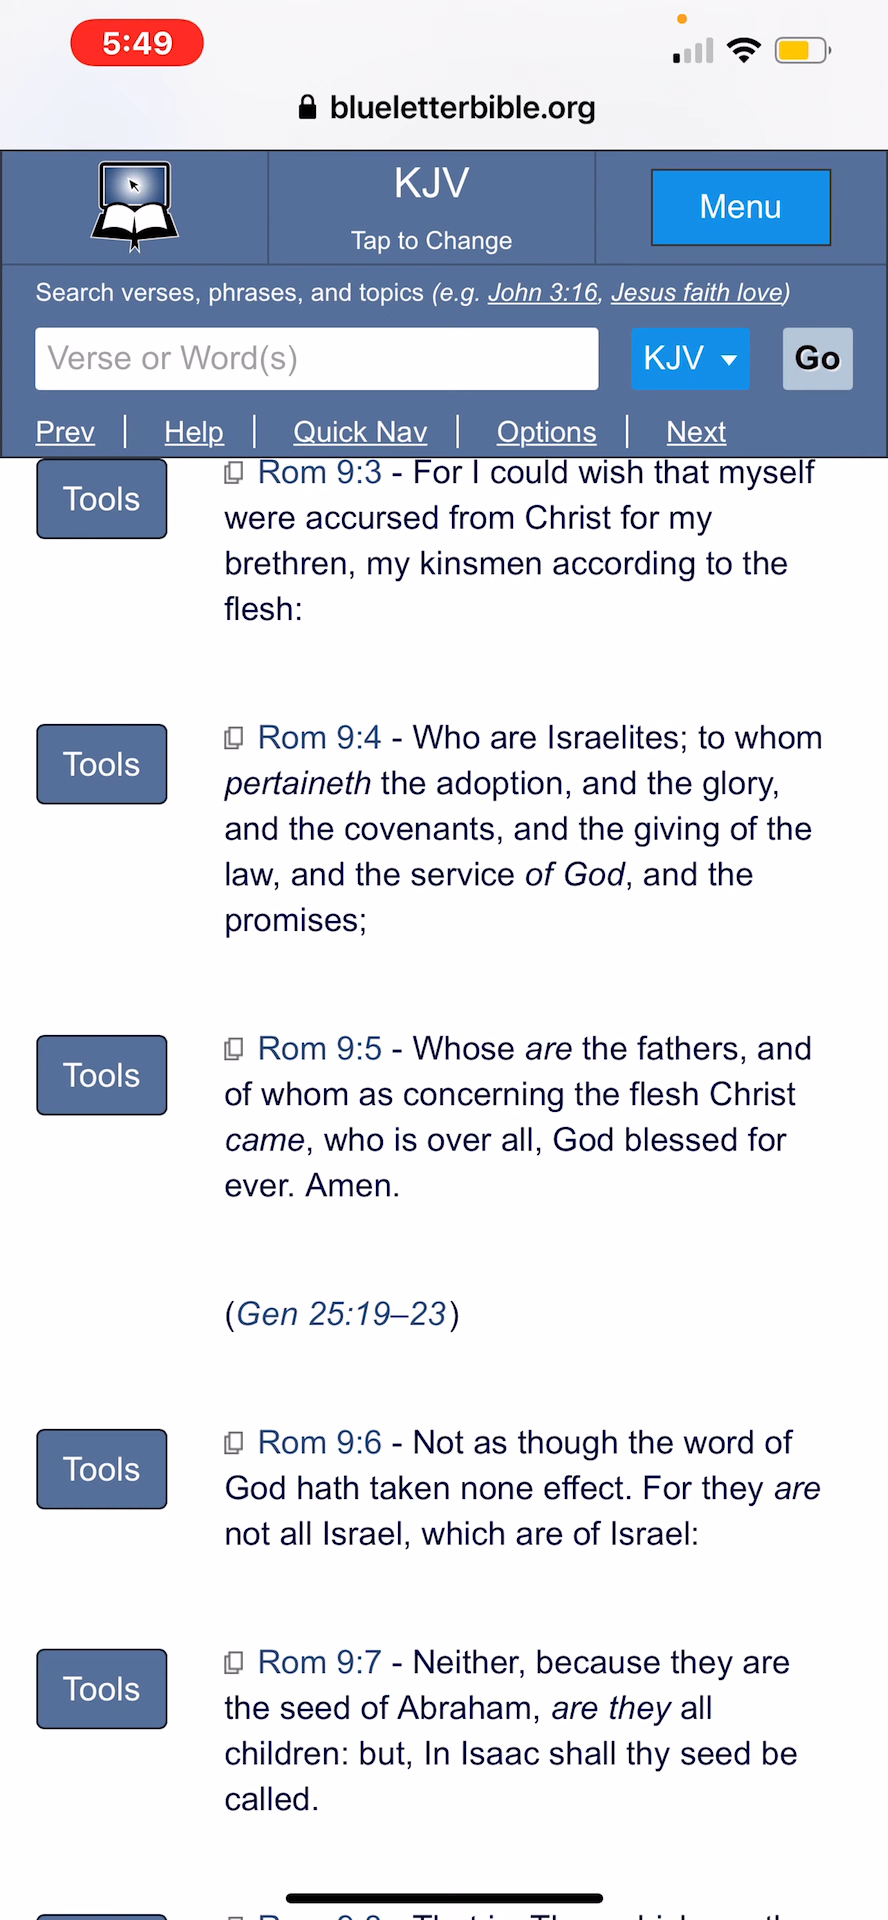 5:49
blueletterbible.org
KJV
Tap to Change
Menu
Search verses, phrases, and topics (e.g. John 3:16, Jesus faith love)
Verse or Word(s)
KJV
Go
Prev | Help | Quick Nav | Options | Next
Tools
Rom 9:3 - For I could wish that myself
were accursed from Christ for my
brethren, my kinsmen according to the
flesh:
Tools
Rom 9:4 - Who are Israelites; to whom
pertaineth the adoption, and the glory,
and the covenants, and the giving of the
law, and the service of God, and the
promises;
Tools
Rom 9:5 - Whose are the fathers, and
of whom as concerning the flesh Christ
came, who is over all, God blessed for
ever. Amen.
(Gen 25:19–23)
Tools
Rom 9:6 - Not as though the word of
God hath taken none effect. For they are
not all Israel, which are of Israel:
Tools
Rom 9:7 - Neither, because they are
the seed of Abraham, are they all
children: but, In Isaac shall thy seed be
called.